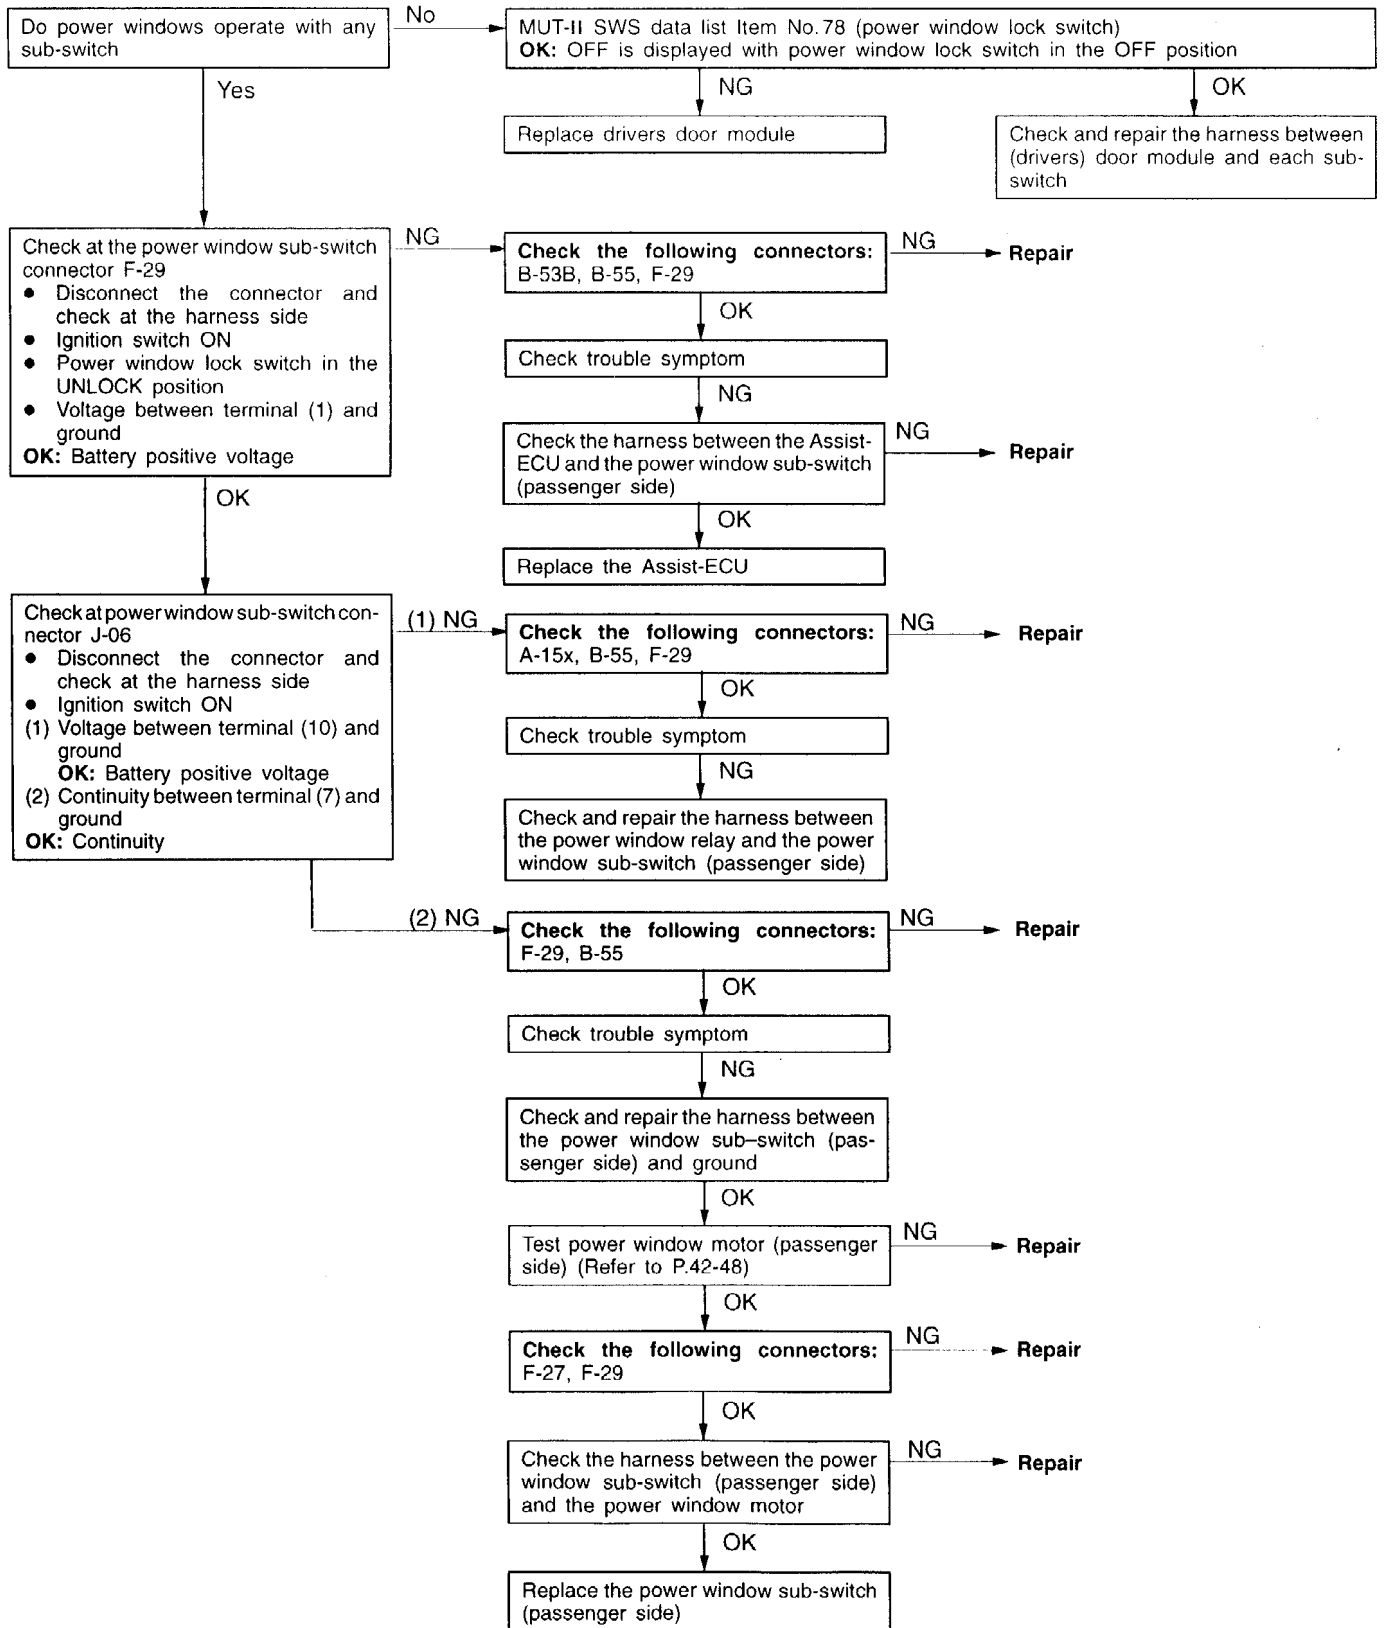 Do power windows operate with any
sub-switch
No
MUT-II SWS data list Item No.78 (power window lock switch)
OK: OFF is displayed with power window lock switch in the OFF position
Yes
NG
OK
Replace drivers door module
Check and repair the harness between
(drivers) door module and each sub-
switch
Check at the power window sub-switch
connector F-29
● Disconnect the connector and
check at the harness side
● Ignition switch ON
● Power window lock switch in the
UNLOCK position
● Voltage between terminal (1) and
ground
OK: Battery positive voltage
NG
Check the following connectors:
B-53B, B-55, F-29
NG
Repair
OK
Check trouble symptom
NG
Check the harness between the Assist-
ECU and the power window sub-switch
(passenger side)
NG
Repair
OK
Replace the Assist-ECU
OK
Check at power window sub-switch con-
nector J-06
● Disconnect the connector and
check at the harness side
● Ignition switch ON
(1) Voltage between terminal (10) and
ground
OK: Battery positive voltage
(2) Continuity between terminal (7) and
ground
OK: Continuity
(1) NG
Check the following connectors:
A-15x, B-55, F-29
NG
Repair
OK
Check trouble symptom
NG
Check and repair the harness between
the power window relay and the power
window sub-switch (passenger side)
(2) NG
Check the following connectors:
F-29, B-55
NG
Repair
OK
Check trouble symptom
NG
Check and repair the harness between
the power window sub–switch (pas-
senger side) and ground
OK
Test power window motor (passenger
side) (Refer to P.42-48)
NG
Repair
OK
Check the following connectors:
F-27, F-29
NG
Repair
OK
Check the harness between the power
window sub-switch (passenger side)
and the power window motor
NG
Repair
OK
Replace the power window sub-switch
(passenger side)